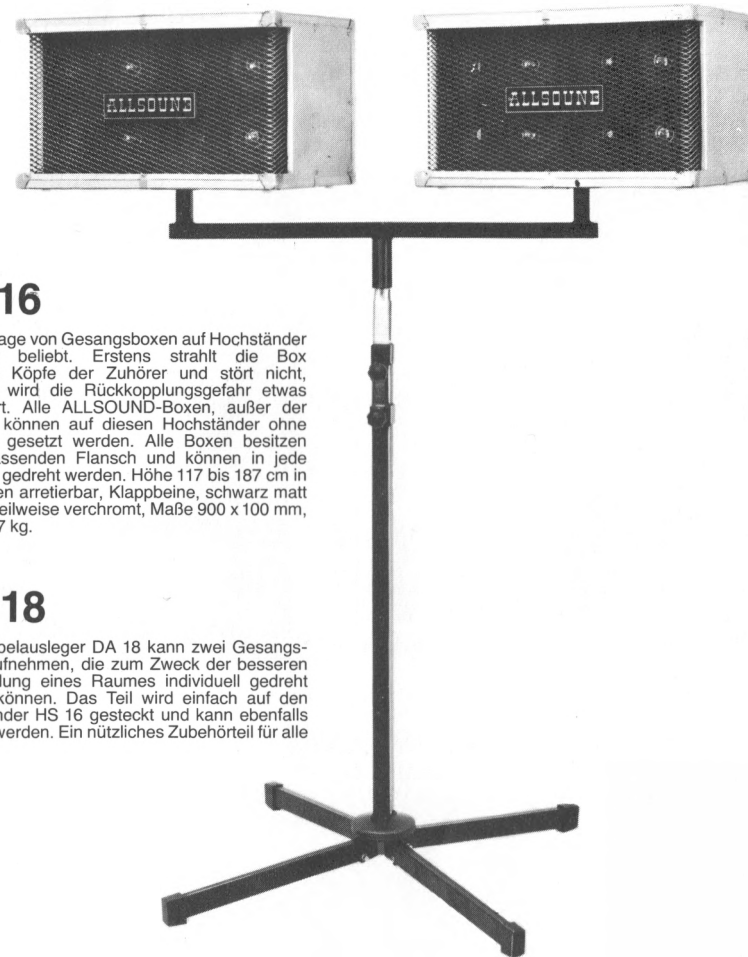 ALLSOUND
ALLSOUND
16
age von Gesangsboxen auf Hochständer
beliebt. Erstens strahlt die Box
Köpfe der Zuhörer und stört nicht,
wird die Rückkopplungsgefahr etwas
rt. Alle ALLSOUND-Boxen, außer der
können auf diesen Hochständer ohne
gesetzt werden. Alle Boxen besitzen
assenden Flansch und können in jede
gedreht werden. Höhe 117 bis 187 cm in
en arretierbar, Klappbeine, schwarz matt
eilweise verchromt, Maße 900 x 100 mm,
7 kg.
18
pelausleger DA 18 kann zwei Gesangs-
ufnehmen, die zum Zweck der besseren
lung eines Raumes individuell gedreht
können. Das Teil wird einfach auf den
nder HS 16 gesteckt und kann ebenfalls
werden. Ein nützliches Zubehörteil für alle